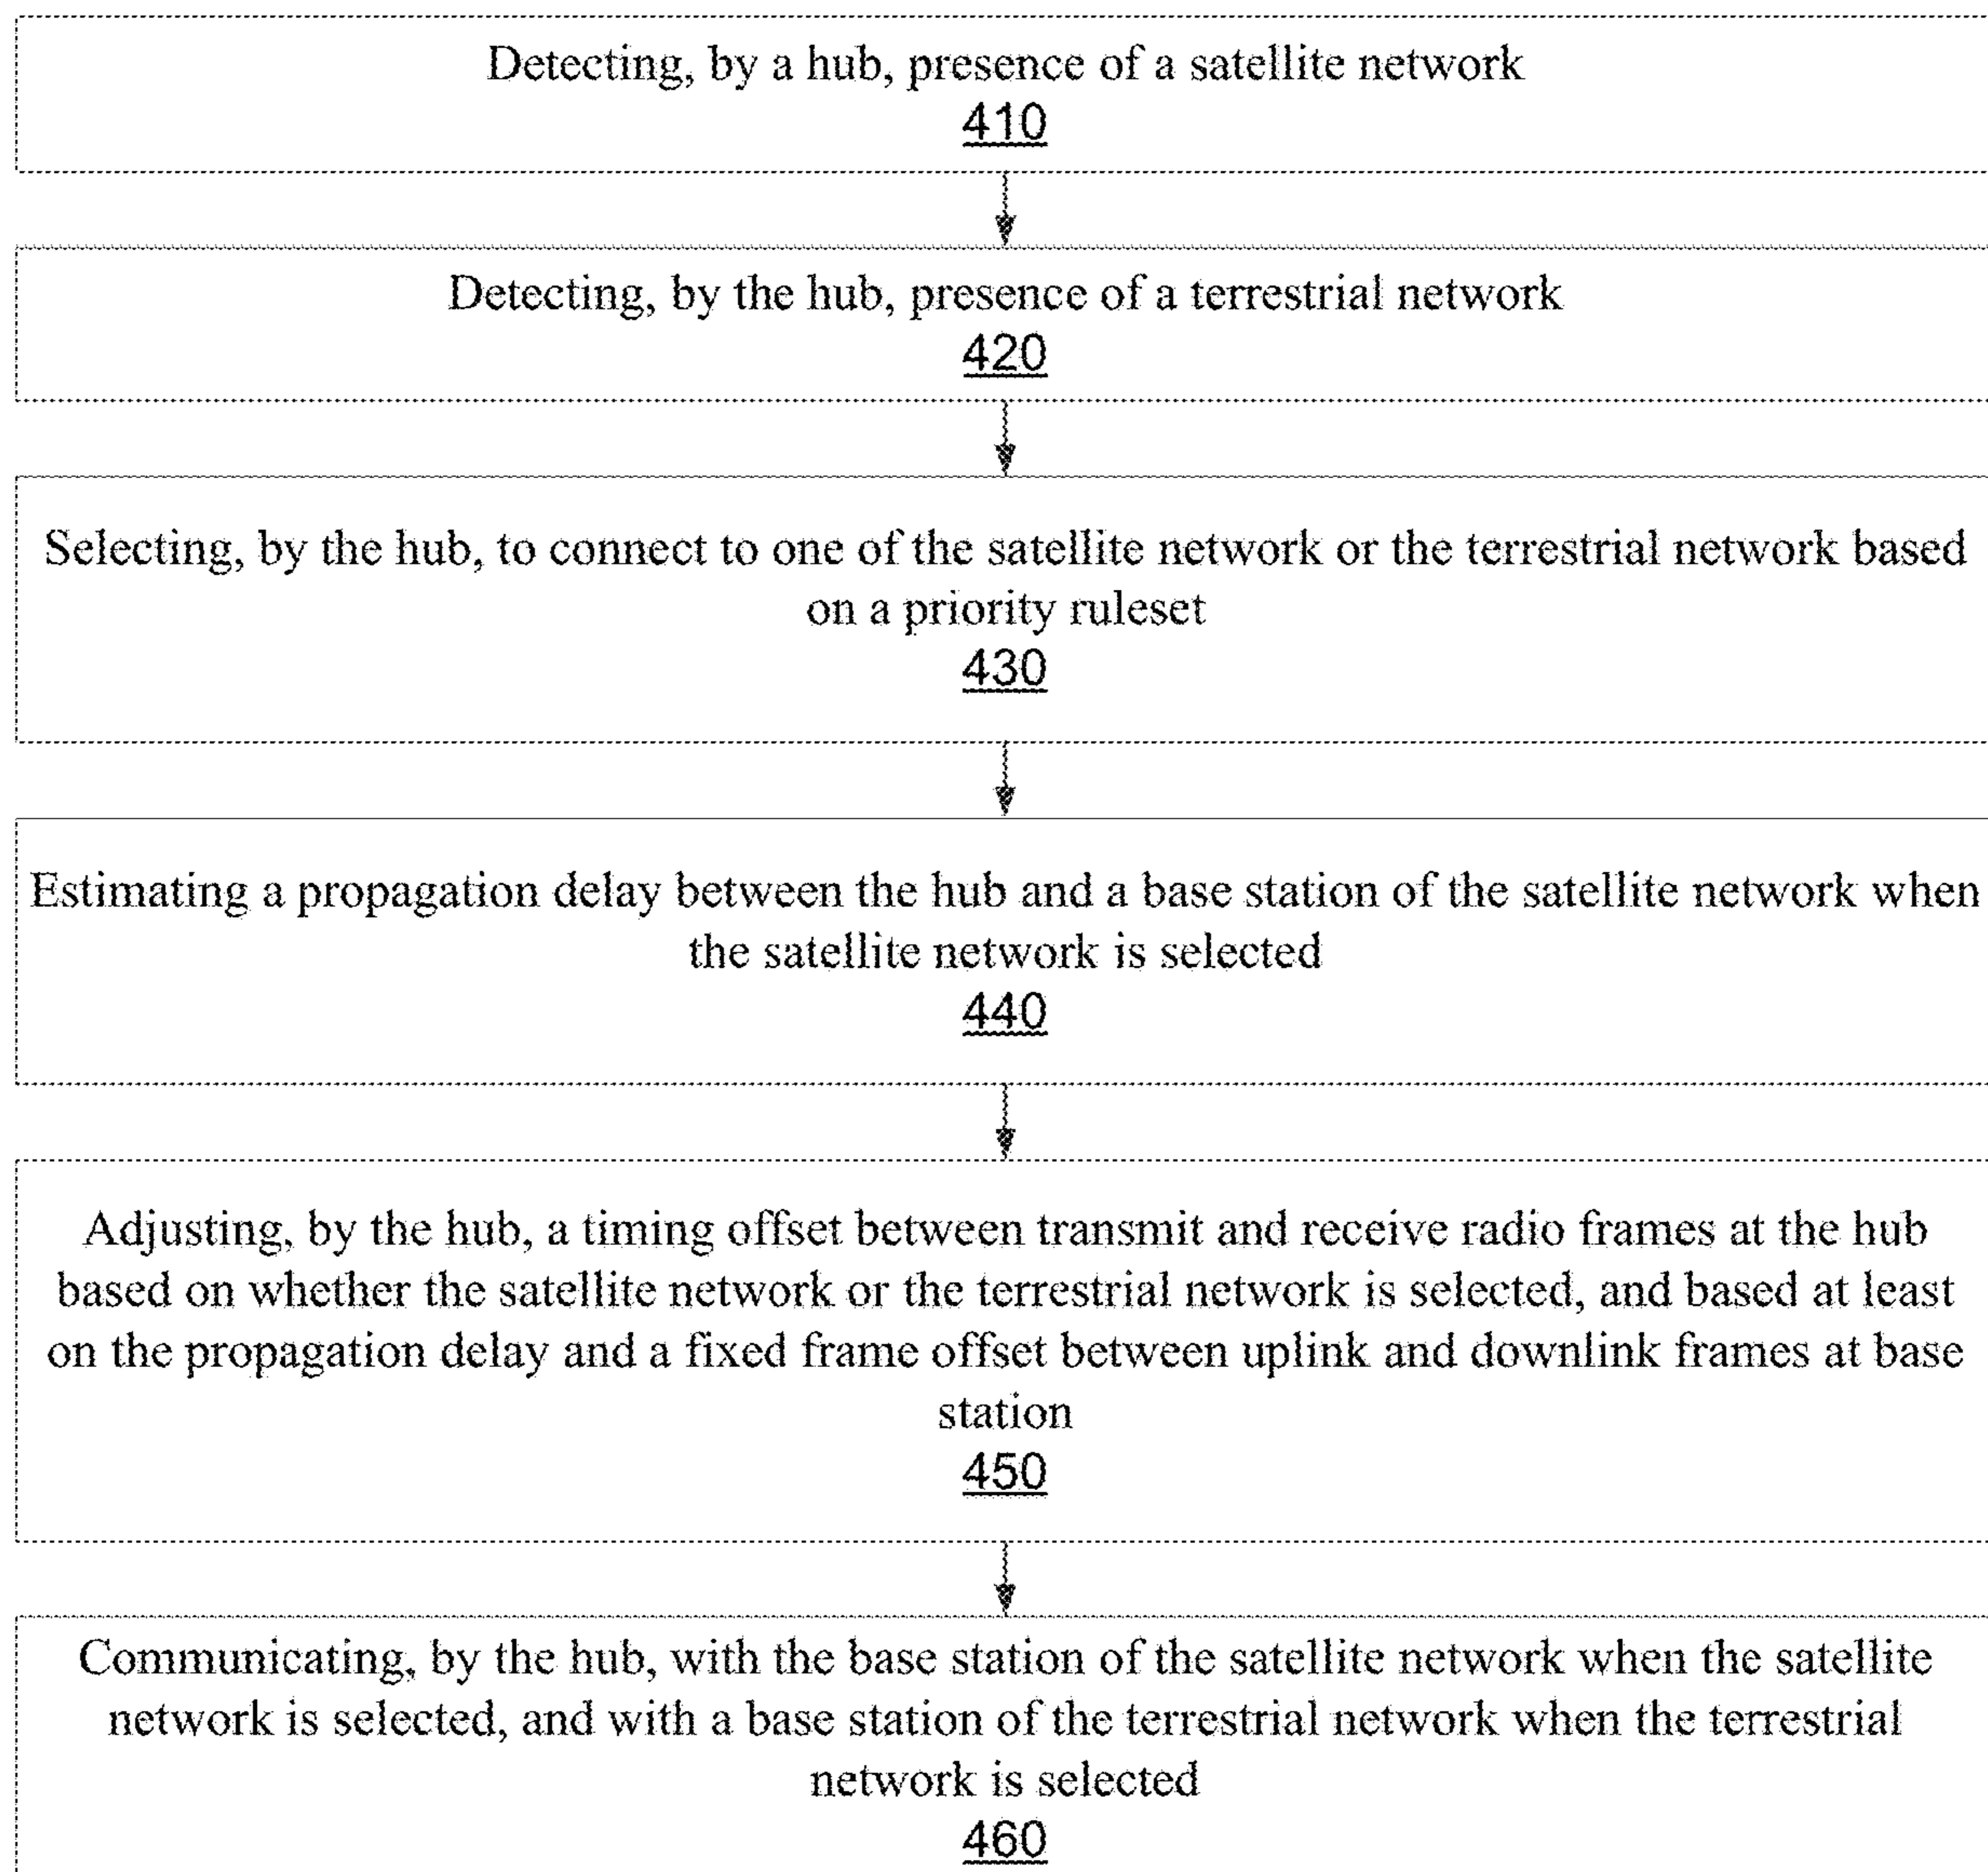 Detecting, by a hub, presence of a satellite network
410
Detecting, by the hub, presence of a terrestrial network
420
Selecting, by the hub, to connect to one of the satellite network or the terrestrial network based
on a priority ruleset
430
Estimating a propagation delay between the hub and a base station of the satellite network when
the satellite network is selected
440
Adjusting, by the hub, a timing offset between transmit and receive radio frames at the hub
based on whether the satellite network or the terrestrial network is selected, and based at least
on the propagation delay and a fixed frame offset between uplink and downlink frames at base
station
450
Communicating, by the hub, with the base station of the satellite network when the satellite
network is selected, and with a base station of the terrestrial network when the terrestrial
network is selected
460